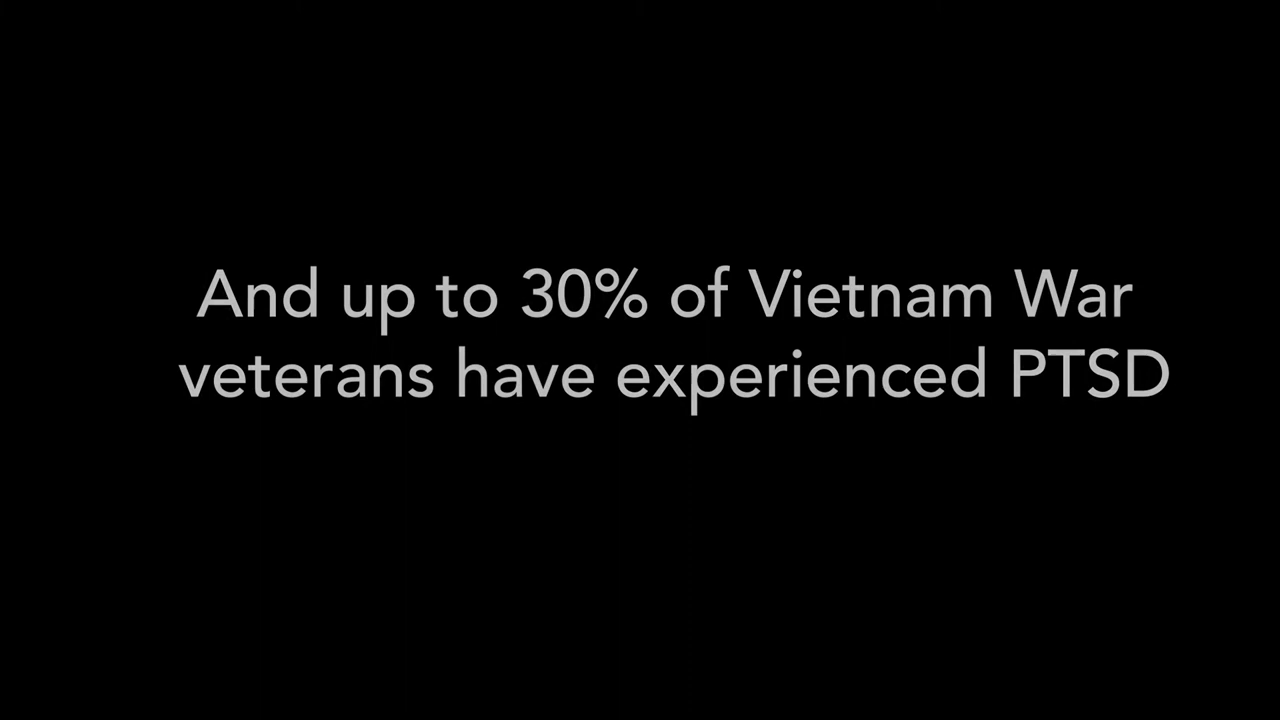 And up to 30% of Vietnam War
veterans have experienced PTSD